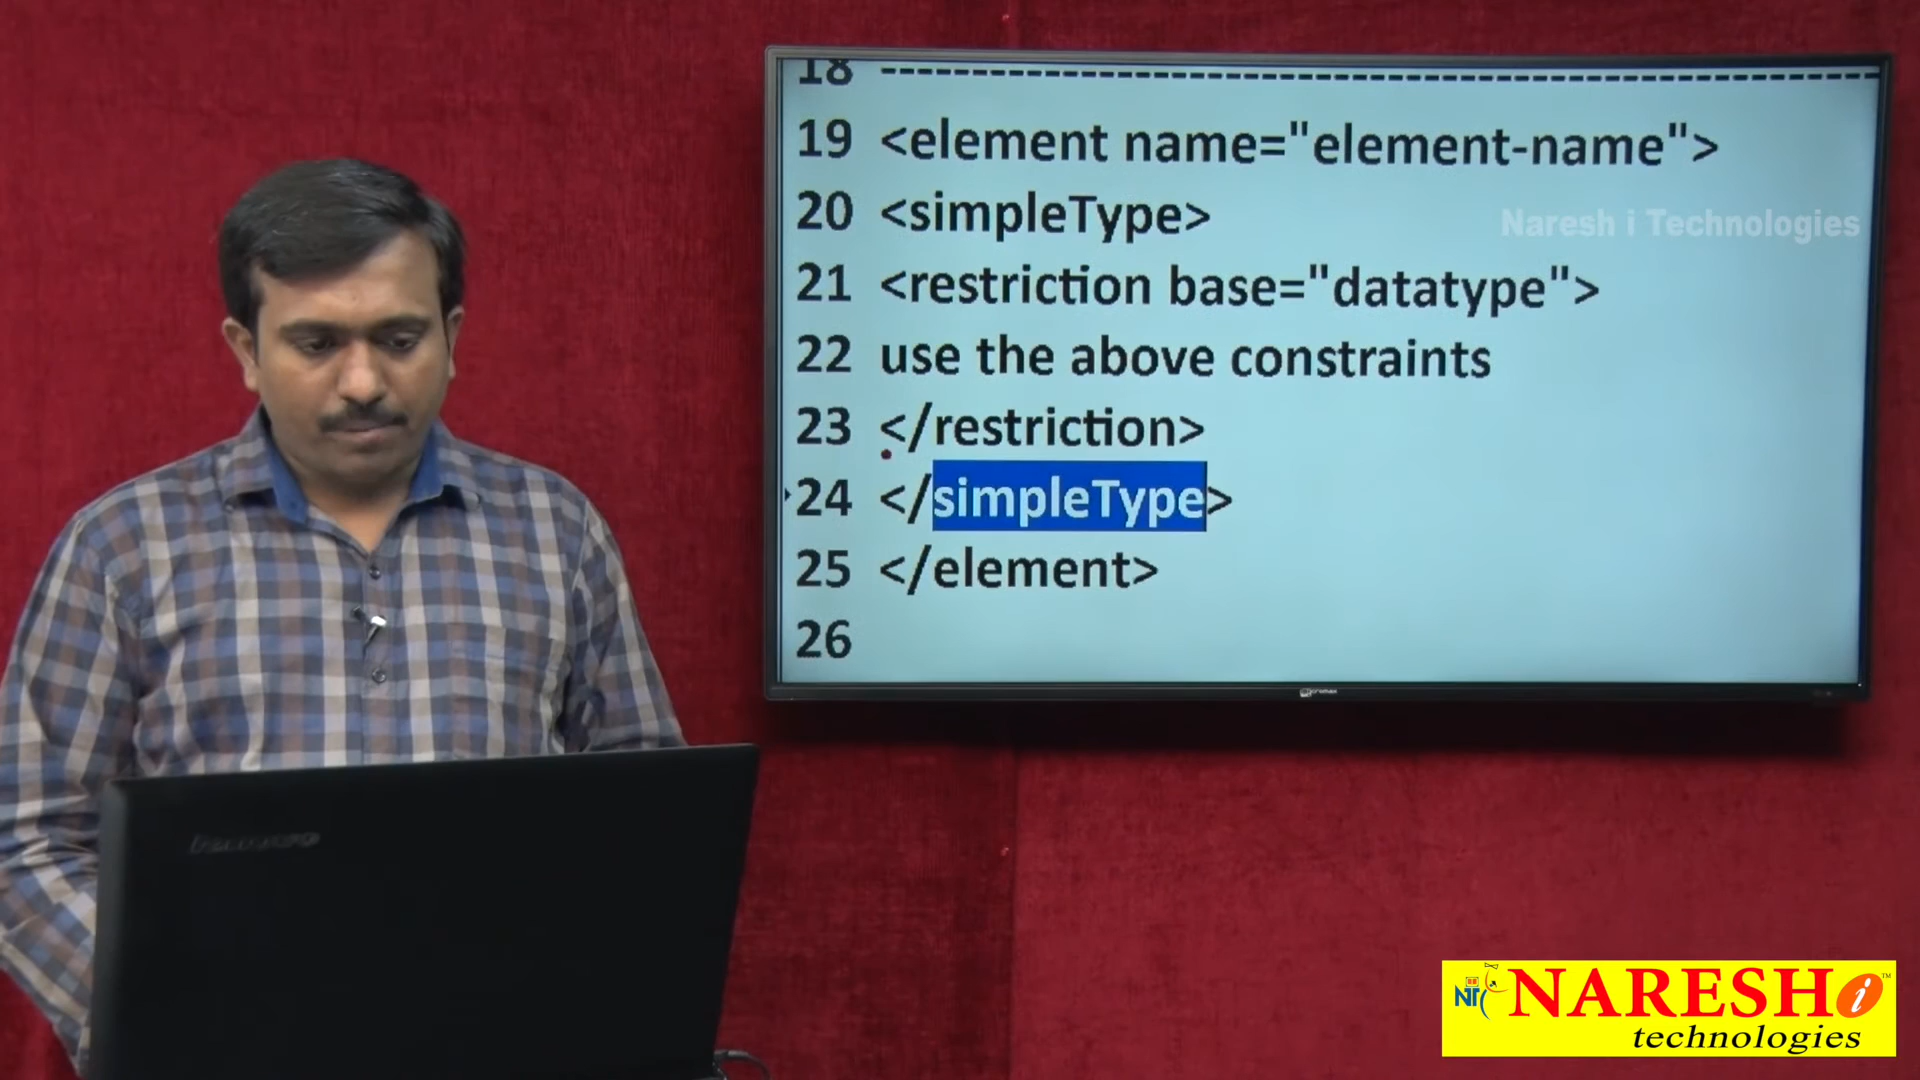 18 --------------------------------------------------------
19 <element name="element-name">
20 <simpleType>
Naresh i Technologies
21 <restriction base="datatype">
22 use the above constraints
23 </restriction>
24 </simpleType>
25 </element>
26
NARESH i ™
technologies